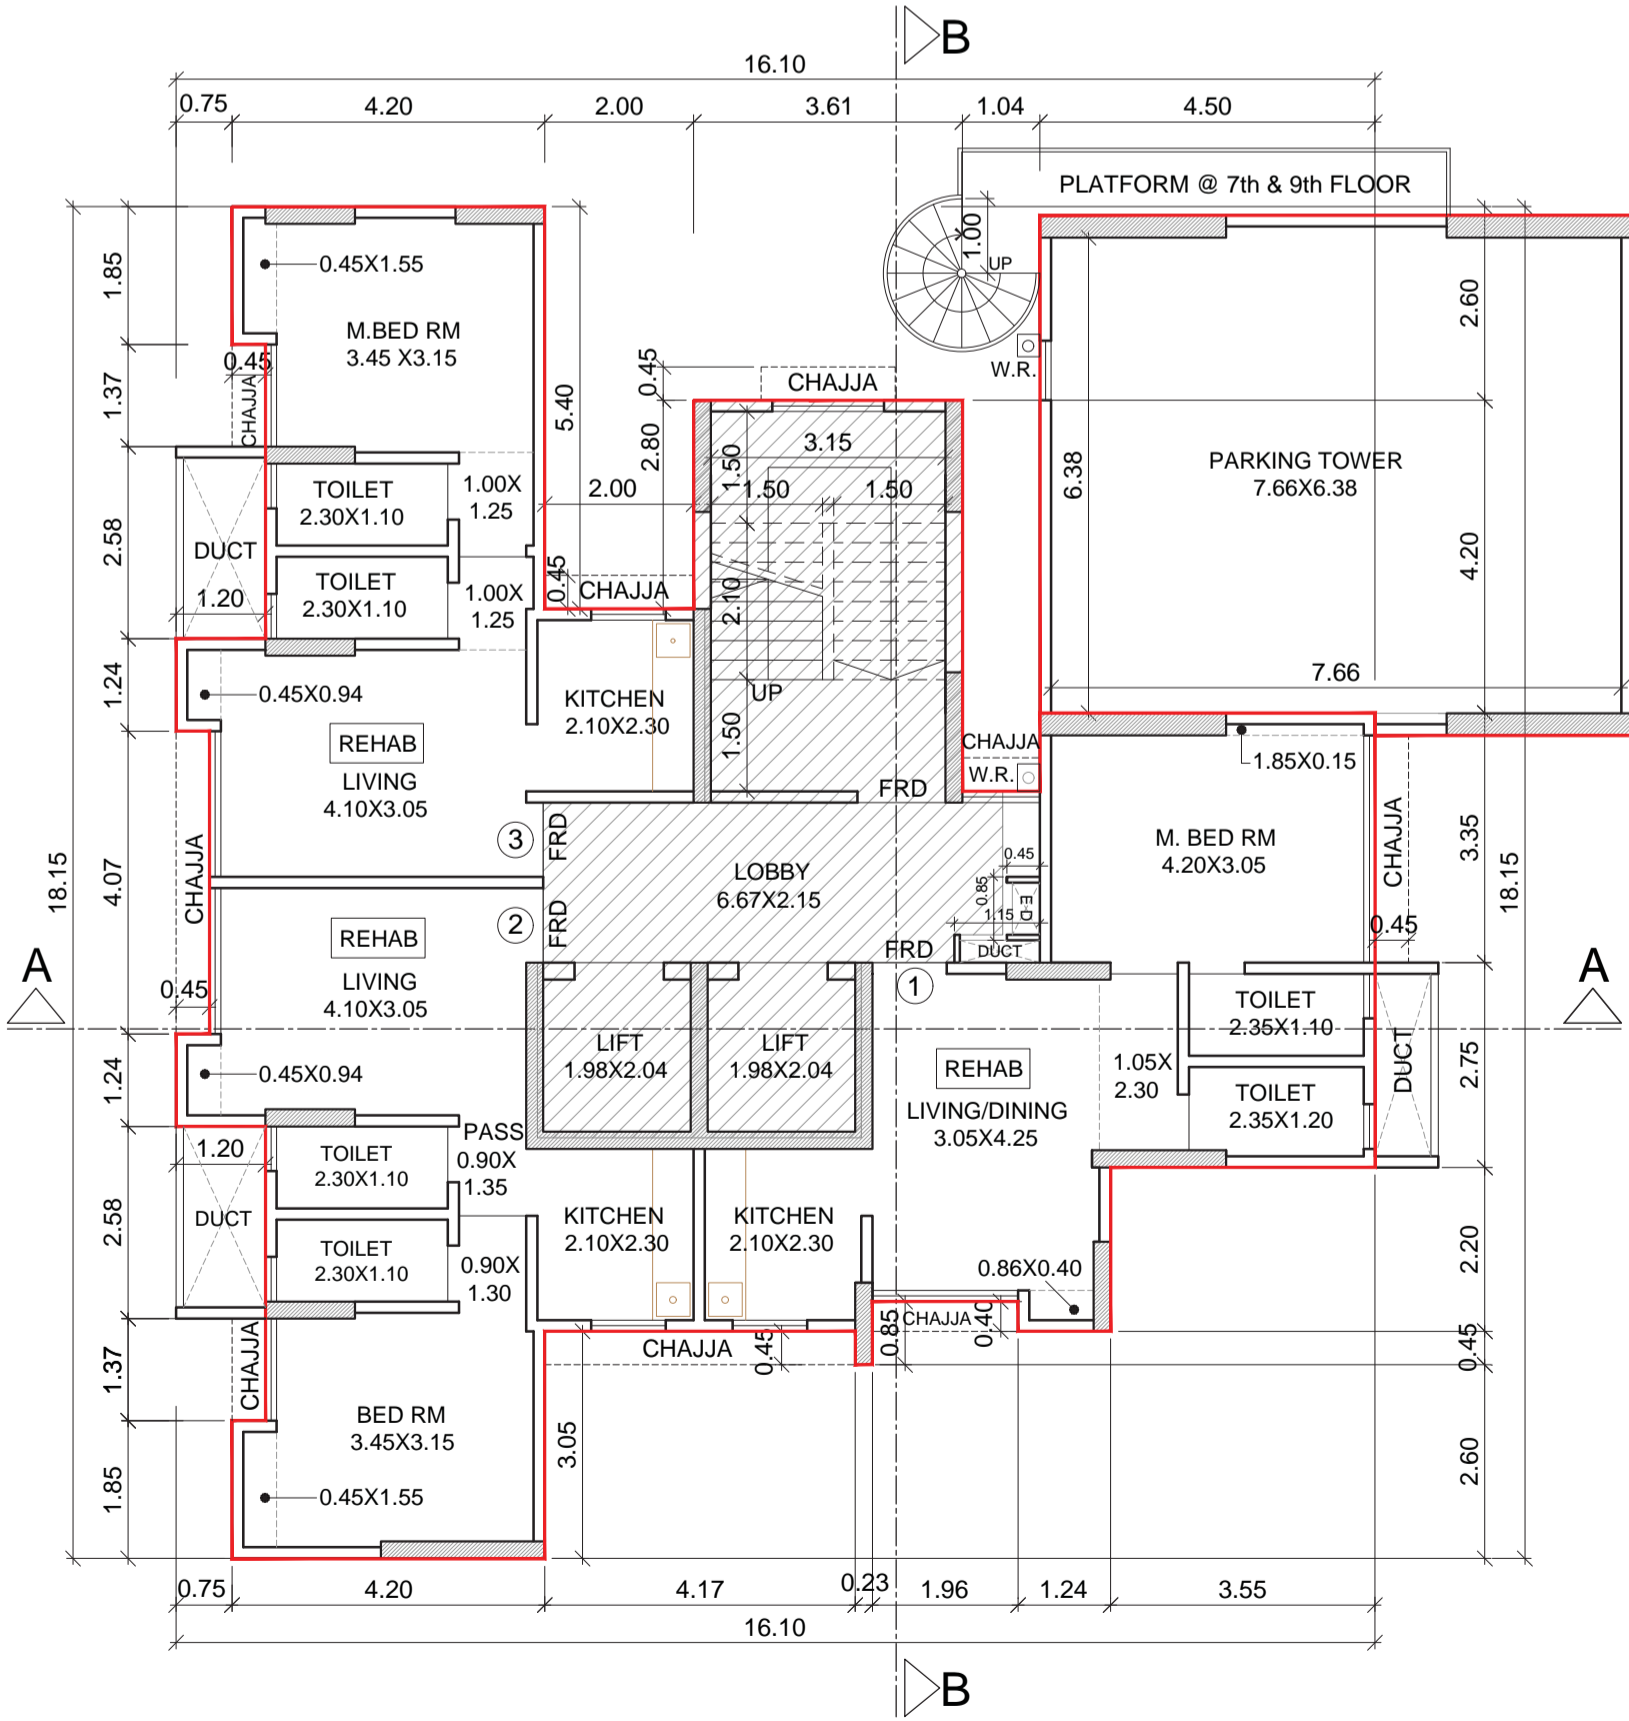 B
16.10
0.75
4.20
2.00
3.61
1.04
4.50
PLATFORM @ 7th & 9th FLOOR
1.85
0.45X1.55
M.BED RM
3.45 X3.15
0.45
CHAJJA
1.37
5.40
0.45
CHAJJA
2.80
1.00
UP
W.R.
2.60
PARKING TOWER
7.66X6.38
6.38
4.20
7.66
3.15
1.50
1.50
1.50
2.00
2.10
UP
1.50
TOILET
2.30X1.10
1.00X
1.25
2.58
DUCT
1.20
TOILET
2.30X1.10
1.00X
1.25
0.45
CHAJJA
1.24
0.45X0.94
KITCHEN
2.10X2.30
REHAB
LIVING
4.10X3.05
CHAJJA
W.R.
FRD
1.85X0.15
M. BED RM
4.20X3.05
CHAJJA
3.35
18.15
0.45
18.15
4.07
CHAJJA
3
FRD
LOBBY
6.67X2.15
0.45
0.85
E-D
1.15
DUCT
2
FRD
FRD
1
REHAB
LIVING
4.10X3.05
0.45
A
A
LIFT
1.98X2.04
LIFT
1.98X2.04
REHAB
LIVING/DINING
3.05X4.25
1.05X
2.30
TOILET
2.35X1.10
TOILET
2.35X1.20
DUCT
2.75
1.24
0.45X0.94
1.20
TOILET
2.30X1.10
PASS
0.90X
1.35
2.58
DUCT
TOILET
2.30X1.10
0.90X
1.30
KITCHEN
2.10X2.30
KITCHEN
2.10X2.30
0.86X0.40
2.20
CHAJJA
0.40
0.85
CHAJJA
0.45
0.45
1.37
CHAJJA
BED RM
3.45X3.15
3.05
2.60
1.85
0.45X1.55
0.75
4.20
4.17
0.23
1.96
1.24
3.55
16.10
B